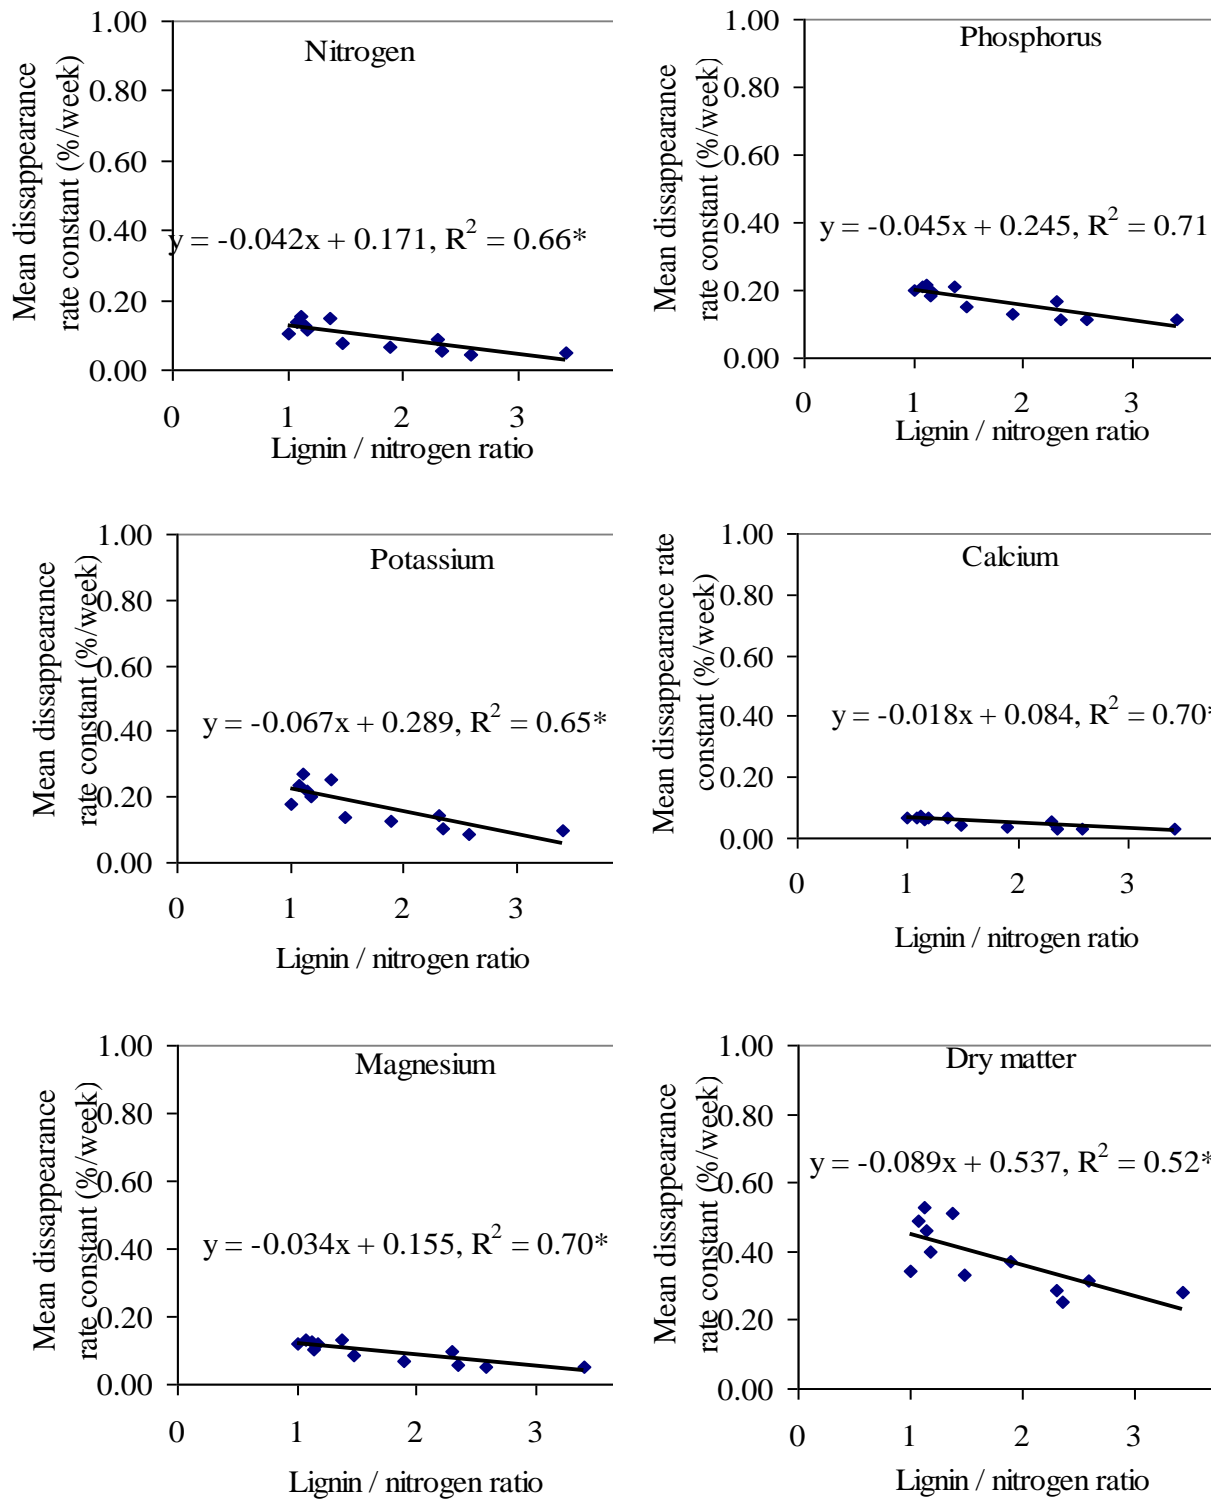 Nitrogen
Mean dissappearance
rate constant (%/week)
1.00
0.80
0.60
0.40
0.20
0.00
y = -0.042x + 0.171, R2 = 0.66*
0 1 2 3
Lignin / nitrogen ratio
Phosphorus
Mean dissappearance
rate constant (%/week)
1.00
0.80
0.60
0.40
0.20
0.00
y = -0.045x + 0.245, R2 = 0.71
0 1 2 3
Lignin / nitrogen ratio
Potassium
Mean dissappearance
rate constant (%/week)
1.00
0.80
0.60
0.40
0.20
0.00
y = -0.067x + 0.289, R2 = 0.65*
0 1 2 3
Lignin / nitrogen ratio
Calcium
Mean dissappearance rate
constant (%/week)
1.00
0.80
0.60
0.40
0.20
0.00
y = -0.018x + 0.084, R2 = 0.70*
0 1 2 3
Lignin / nitrogen ratio
Magnesium
Mean dissappearance
rate constant (%/week)
1.00
0.80
0.60
0.40
0.20
0.00
y = -0.034x + 0.155, R2 = 0.70*
0 1 2 3
Lignin / nitrogen ratio
Dry matter
Mean dissappearance
rate constant (%/week)
1.00
0.80
0.60
0.40
0.20
0.00
y = -0.089x + 0.537, R2 = 0.52*
0 1 2 3
Lignin / nitrogen ratio